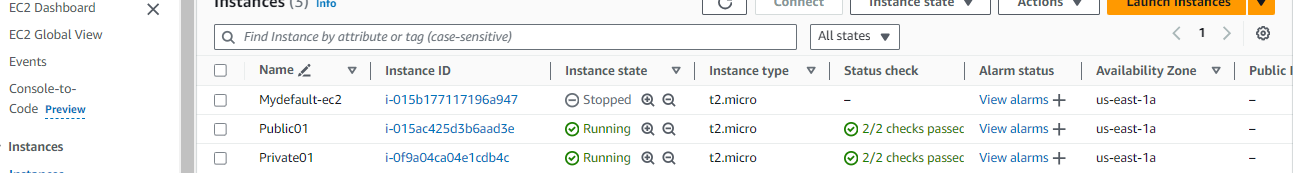 EC2 Dashboard
EC2 Global View
Events
Console-to-
Code Preview
Instances
Instances (3) Info
Connect
Instance state
Actions
Launch instances
Find Instance by attribute or tag (case-sensitive)
All states
1
Name Instance ID Instance state Instance type Status check Alarm status Availability Zone Public I
Mydefault-ec2 i-015b177117196a947 Stopped t2.micro – View alarms + us-east-1a –
Public01 i-015ac425d3b6aad3e Running t2.micro 2/2 checks passec View alarms + us-east-1a –
Private01 i-0f9a04ca04e1cdb4c Running t2.micro 2/2 checks passec View alarms + us-east-1a –